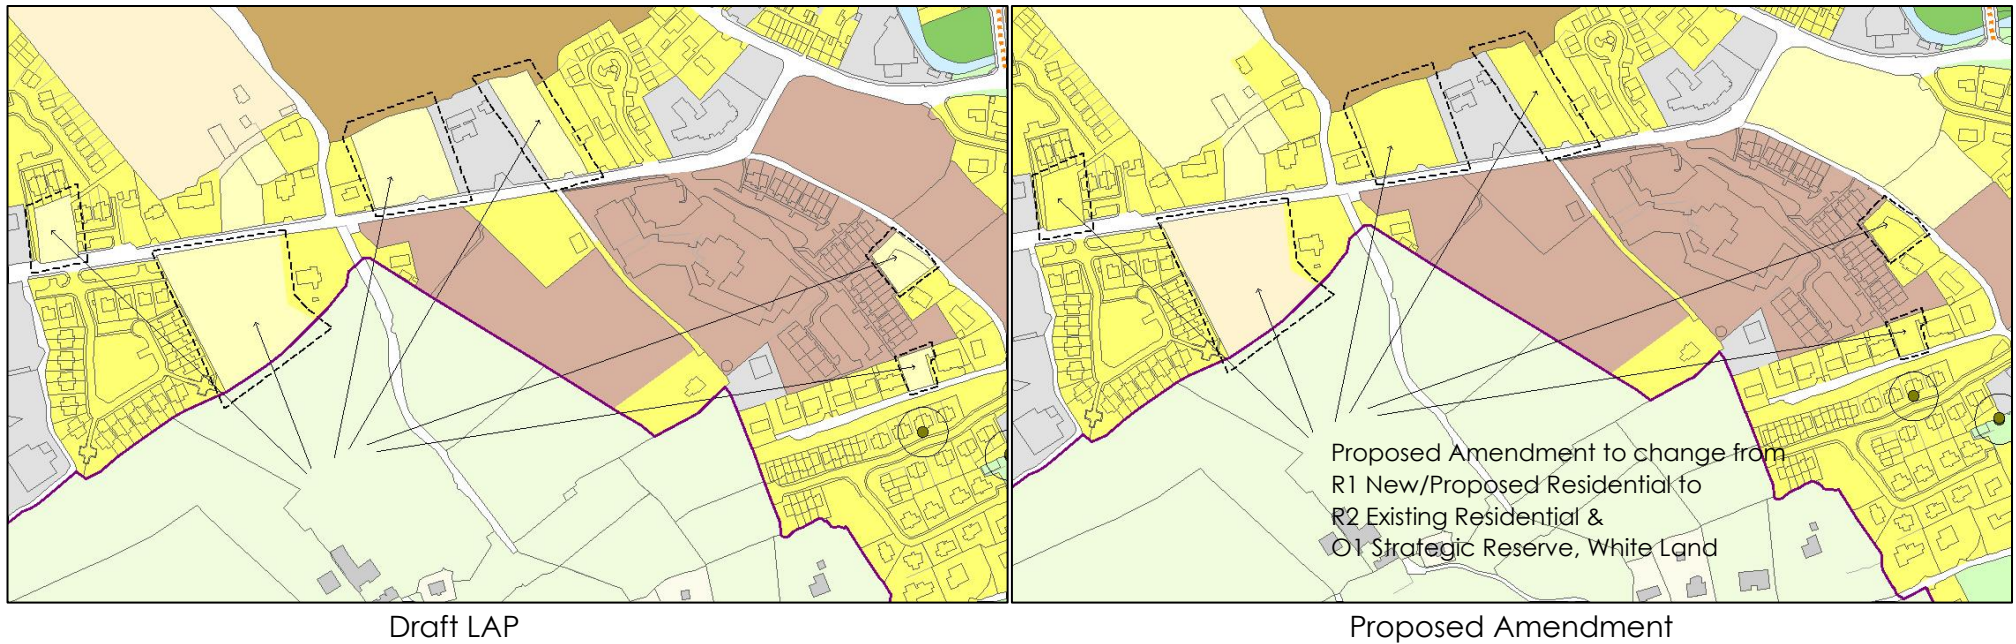 Proposed Amendment to change from
R1 New/Proposed Residential to
R2 Existing Residential &
O1 Strategic Reserve, White Land
Draft LAP
Proposed Amendment